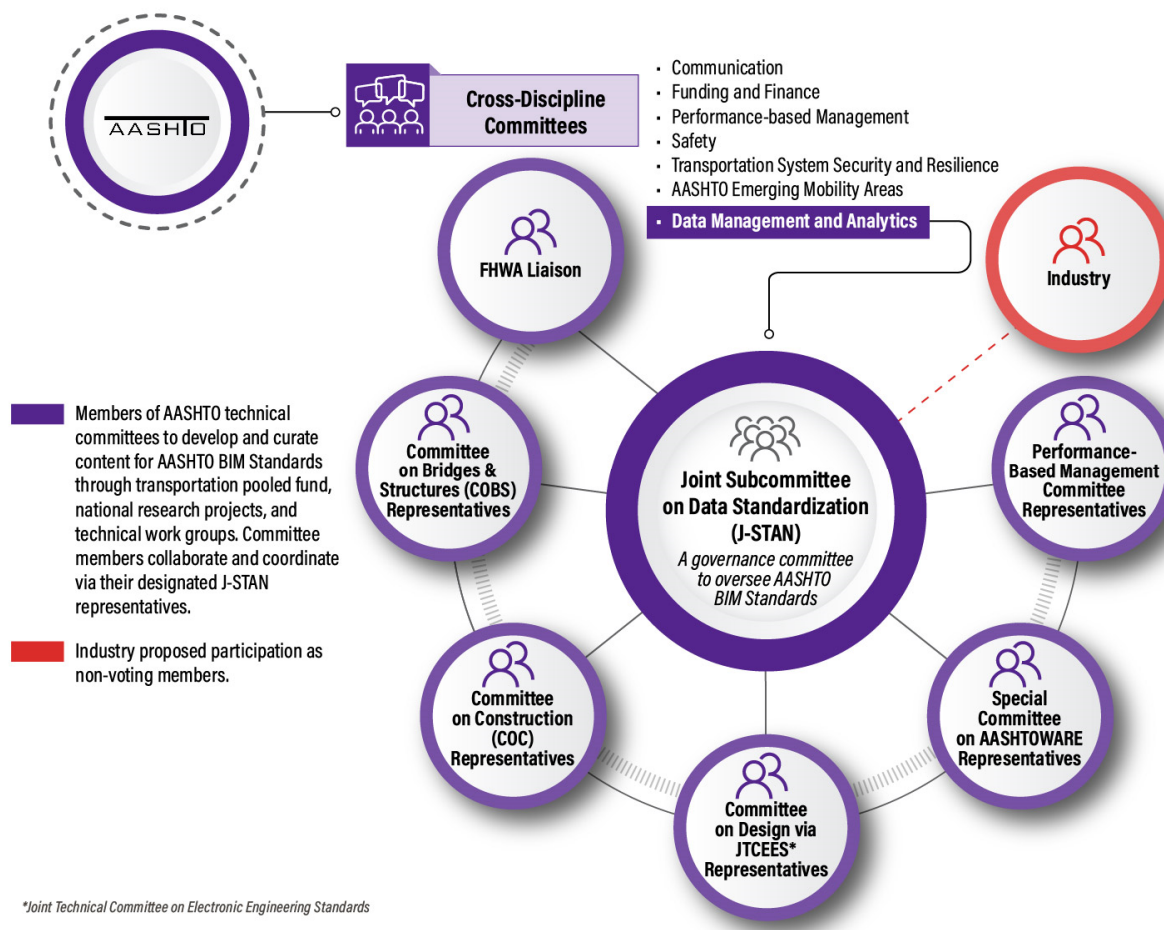 AASHTO
Cross-Discipline
Committees
▪ Communication
▪ Funding and Finance
▪ Performance-based Management
▪ Safety
▪ Transportation System Security and Resilience
▪ AASHTO Emerging Mobility Areas
▪ Data Management and Analytics
FHWA Liaison
Industry
Members of AASHTO technical
committees to develop and curate
content for AASHTO BIM Standards
through transportation pooled fund,
national research projects, and
technical work groups. Committee
members collaborate and coordinate
via their designated J-STAN
representatives.
Industry proposed participation as
non-voting members.
Committee
on Bridges &
Structures (COBS)
Representatives
Joint Subcommittee
on Data Standardization
(J-STAN)
A governance committee
to oversee AASHTO
BIM Standards
Performance-
Based Management
Committee
Representatives
Committee
on Construction
(COC)
Representatives
Committee
on Design via
JTCEES*
Representatives
Special
Committee
on AASHTOWARE
Representatives
*Joint Technical Committee on Electronic Engineering Standards